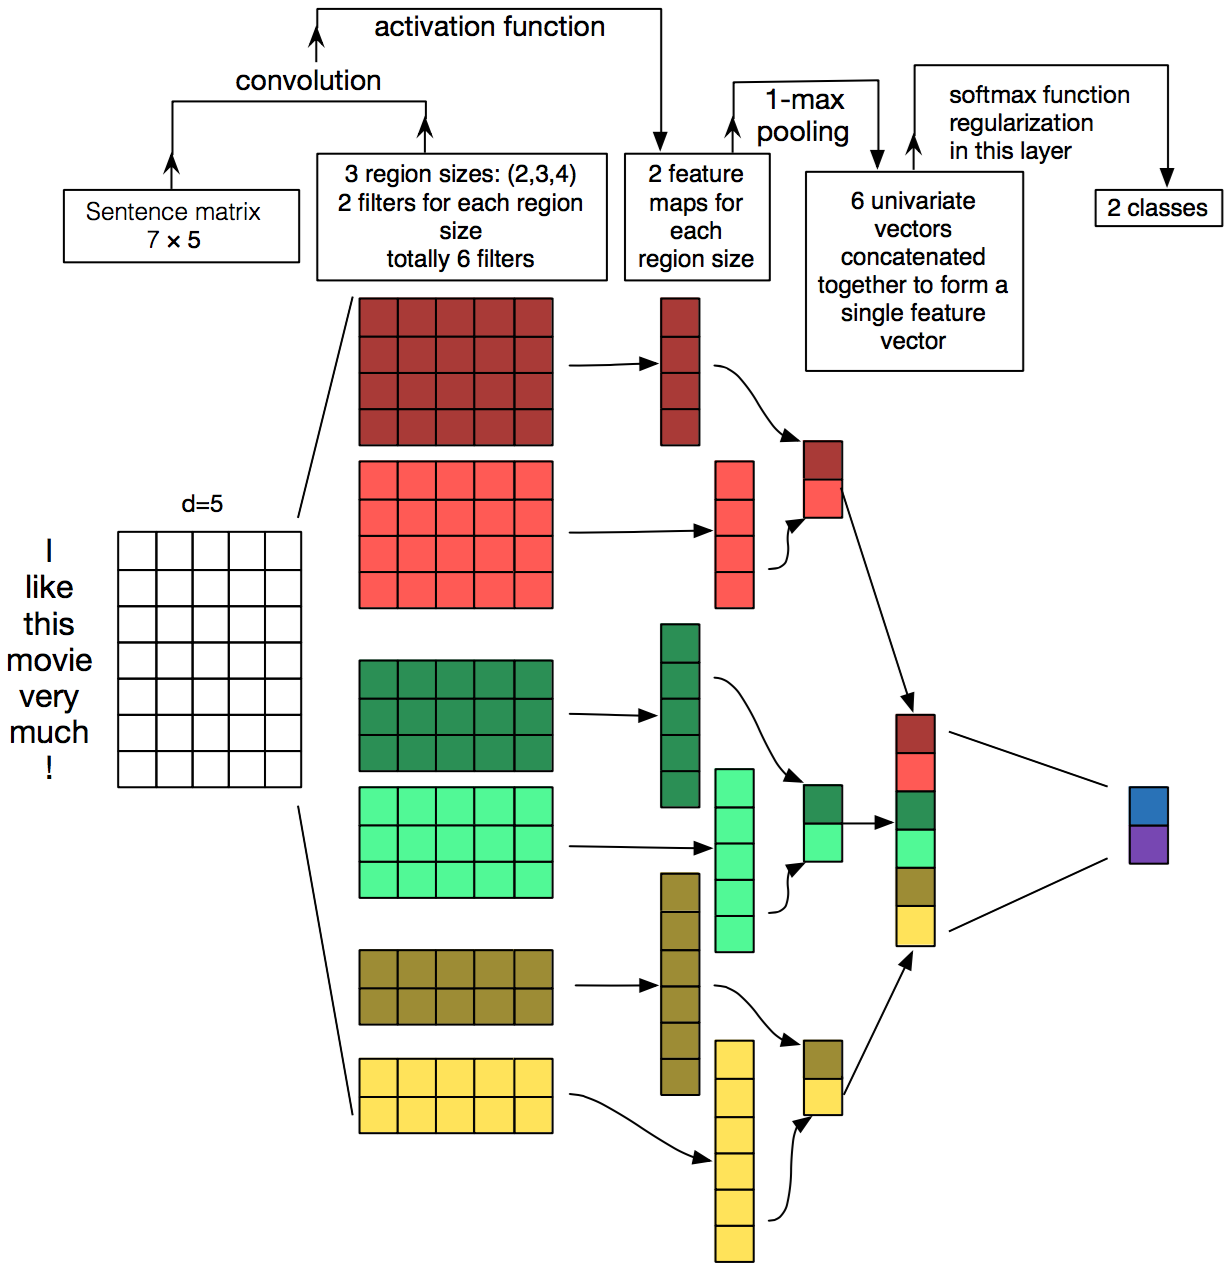 activation function
convolution
1-max
pooling
softmax function
regularization
in this layer
Sentence matrix
7 × 5
3 region sizes: (2,3,4)
2 filters for each region
size
totally 6 filters
2 feature
maps for
each
region size
6 univariate
vectors
concatenated
together to form a
single feature
vector
2 classes
d=5
I
like
this
movie
very
much
!